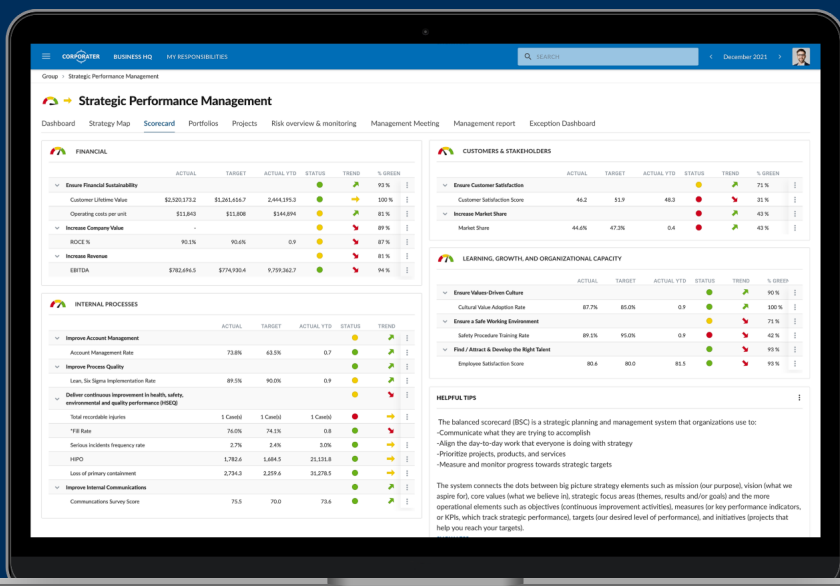 CORPORATER BUSINESS HQ MY RESPONSIBILITIES SEARCH December 2021
Group > Strategic Performance Management
Strategic Performance Management
Dashboard Strategy Map Scorecard Portfolios Projects Risk overview & monitoring Management Meeting Management report Exception Dashboard
FINANCIAL
ACTUAL TARGET ACTUAL YTD STATUS TREND % GREEN
Ensure Financial Sustainability 93 %
Customer Lifetime Value $2,520,173.2 $1,261,616.7 2,444,195.3 100 %
Operating costs per unit $11,843 $11,808 $144,894 81 %
Increase Company Value - 89 %
ROCE % 90.1% 90.6% 0.9 87 %
Increase Revenue 81 %
EBITDA $782,696.5 $774,930.4 9,759,362.7 94 %
INTERNAL PROCESSES
ACTUAL TARGET ACTUAL YTD STATUS TREND
Improve Account Management
Account Management Rate 73.8% 63.5% 0.7
Improve Process Quality
Lean, Six Sigma Implementation Rate 89.5% 90.0% 0.9
Deliver continuous improvement in health, safety,
environmental and quality performance (HSEQ)
Total recordable injuries 1 Case(s) 1 Case(s) 1 Case(s)
*Fill Rate 76.0% 74.1% 0.8
Serious incidents frequency rate 2.7% 2.4% 3.0%
HIPO 1,782.6 1,684.5 21,131.8
Loss of primary containment 2,734.3 2,259.6 31,278.5
Improve Internal Communications
Communications Survey Score 75.5 70.0 73.6
CUSTOMERS & STAKEHOLDERS
ACTUAL TARGET ACTUAL YTD STATUS TREND % GREEN
Ensure Customer Satisfaction 71 %
Customer Satisfaction Score 46.2 51.9 48.3 31 %
Increase Market Share 43 %
Market Share 44.6% 47.3% 0.4 43 %
LEARNING, GROWTH, AND ORGANIZATIONAL CAPACITY
ACTUAL TARGET ACTUAL YTD STATUS TREND % GREEN
Ensure Values-Driven Culture 90 %
Cultural Value Adoption Rate 87.7% 85.0% 0.9 100 %
Ensure a Safe Working Environment 71 %
Safety Procedure Training Rate 89.1% 95.0% 0.9 42 %
Find / Attract & Develop the Right Talent 93 %
Employee Satisfaction Score 80.6 80.0 81.5 93 %
HELPFUL TIPS
The balanced scorecard (BSC) is a strategic planning and management system that organizations use to:
-Communicate what they are trying to accomplish
-Align the day-to-day work that everyone is doing with strategy
-Prioritize projects, products, and services
-Measure and monitor progress towards strategic targets
The system connects the dots between big picture strategy elements such as mission (our purpose), vision (what we
aspire for), core values (what we believe in), strategic focus areas (themes, results and/or goals) and the more
operational elements such as objectives (continuous improvement activities), measures (or key performance indicators,
or KPIs, which track strategic performance), targets (our desired level of performance), and initiatives (projects that
help you reach your targets).